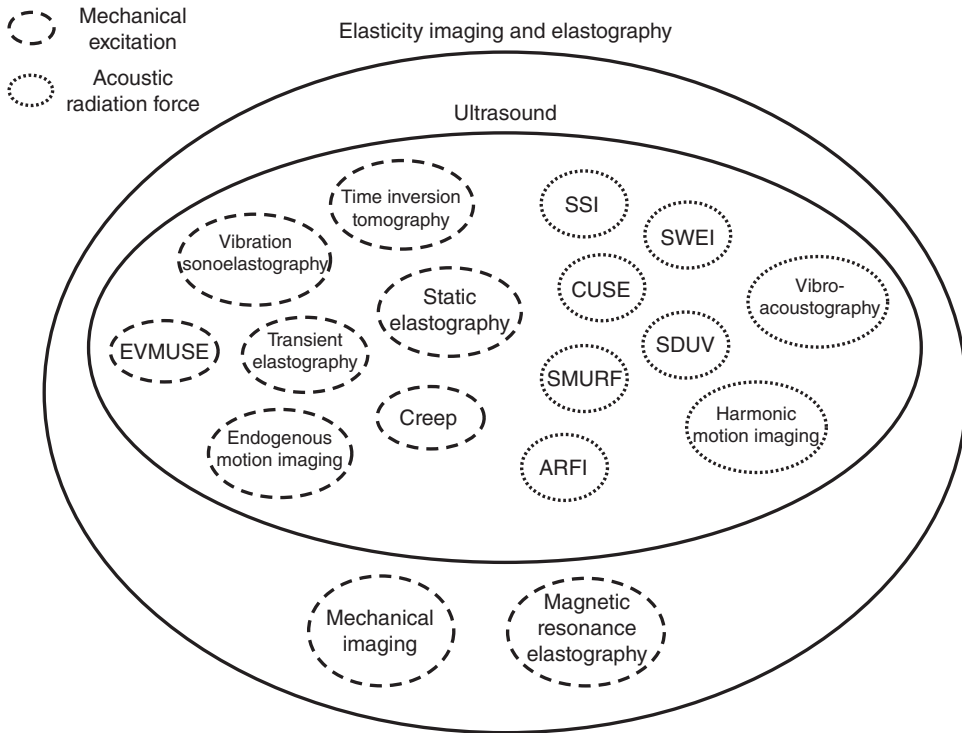 Mechanical
excitation
Acoustic
radiation force
Elasticity imaging and elastography
Ultrasound
Time inversion
tomography
Vibration
sonoelastography
Static
elastography
EVMUSE
Transient
elastography
Creep
Endogenous
motion imaging
SSI
SWEI
CUSE
Vibro-
acoustography
SDUV
SMURF
Harmonic
motion imaging
ARFI
Mechanical
imaging
Magnetic
resonance
elastography